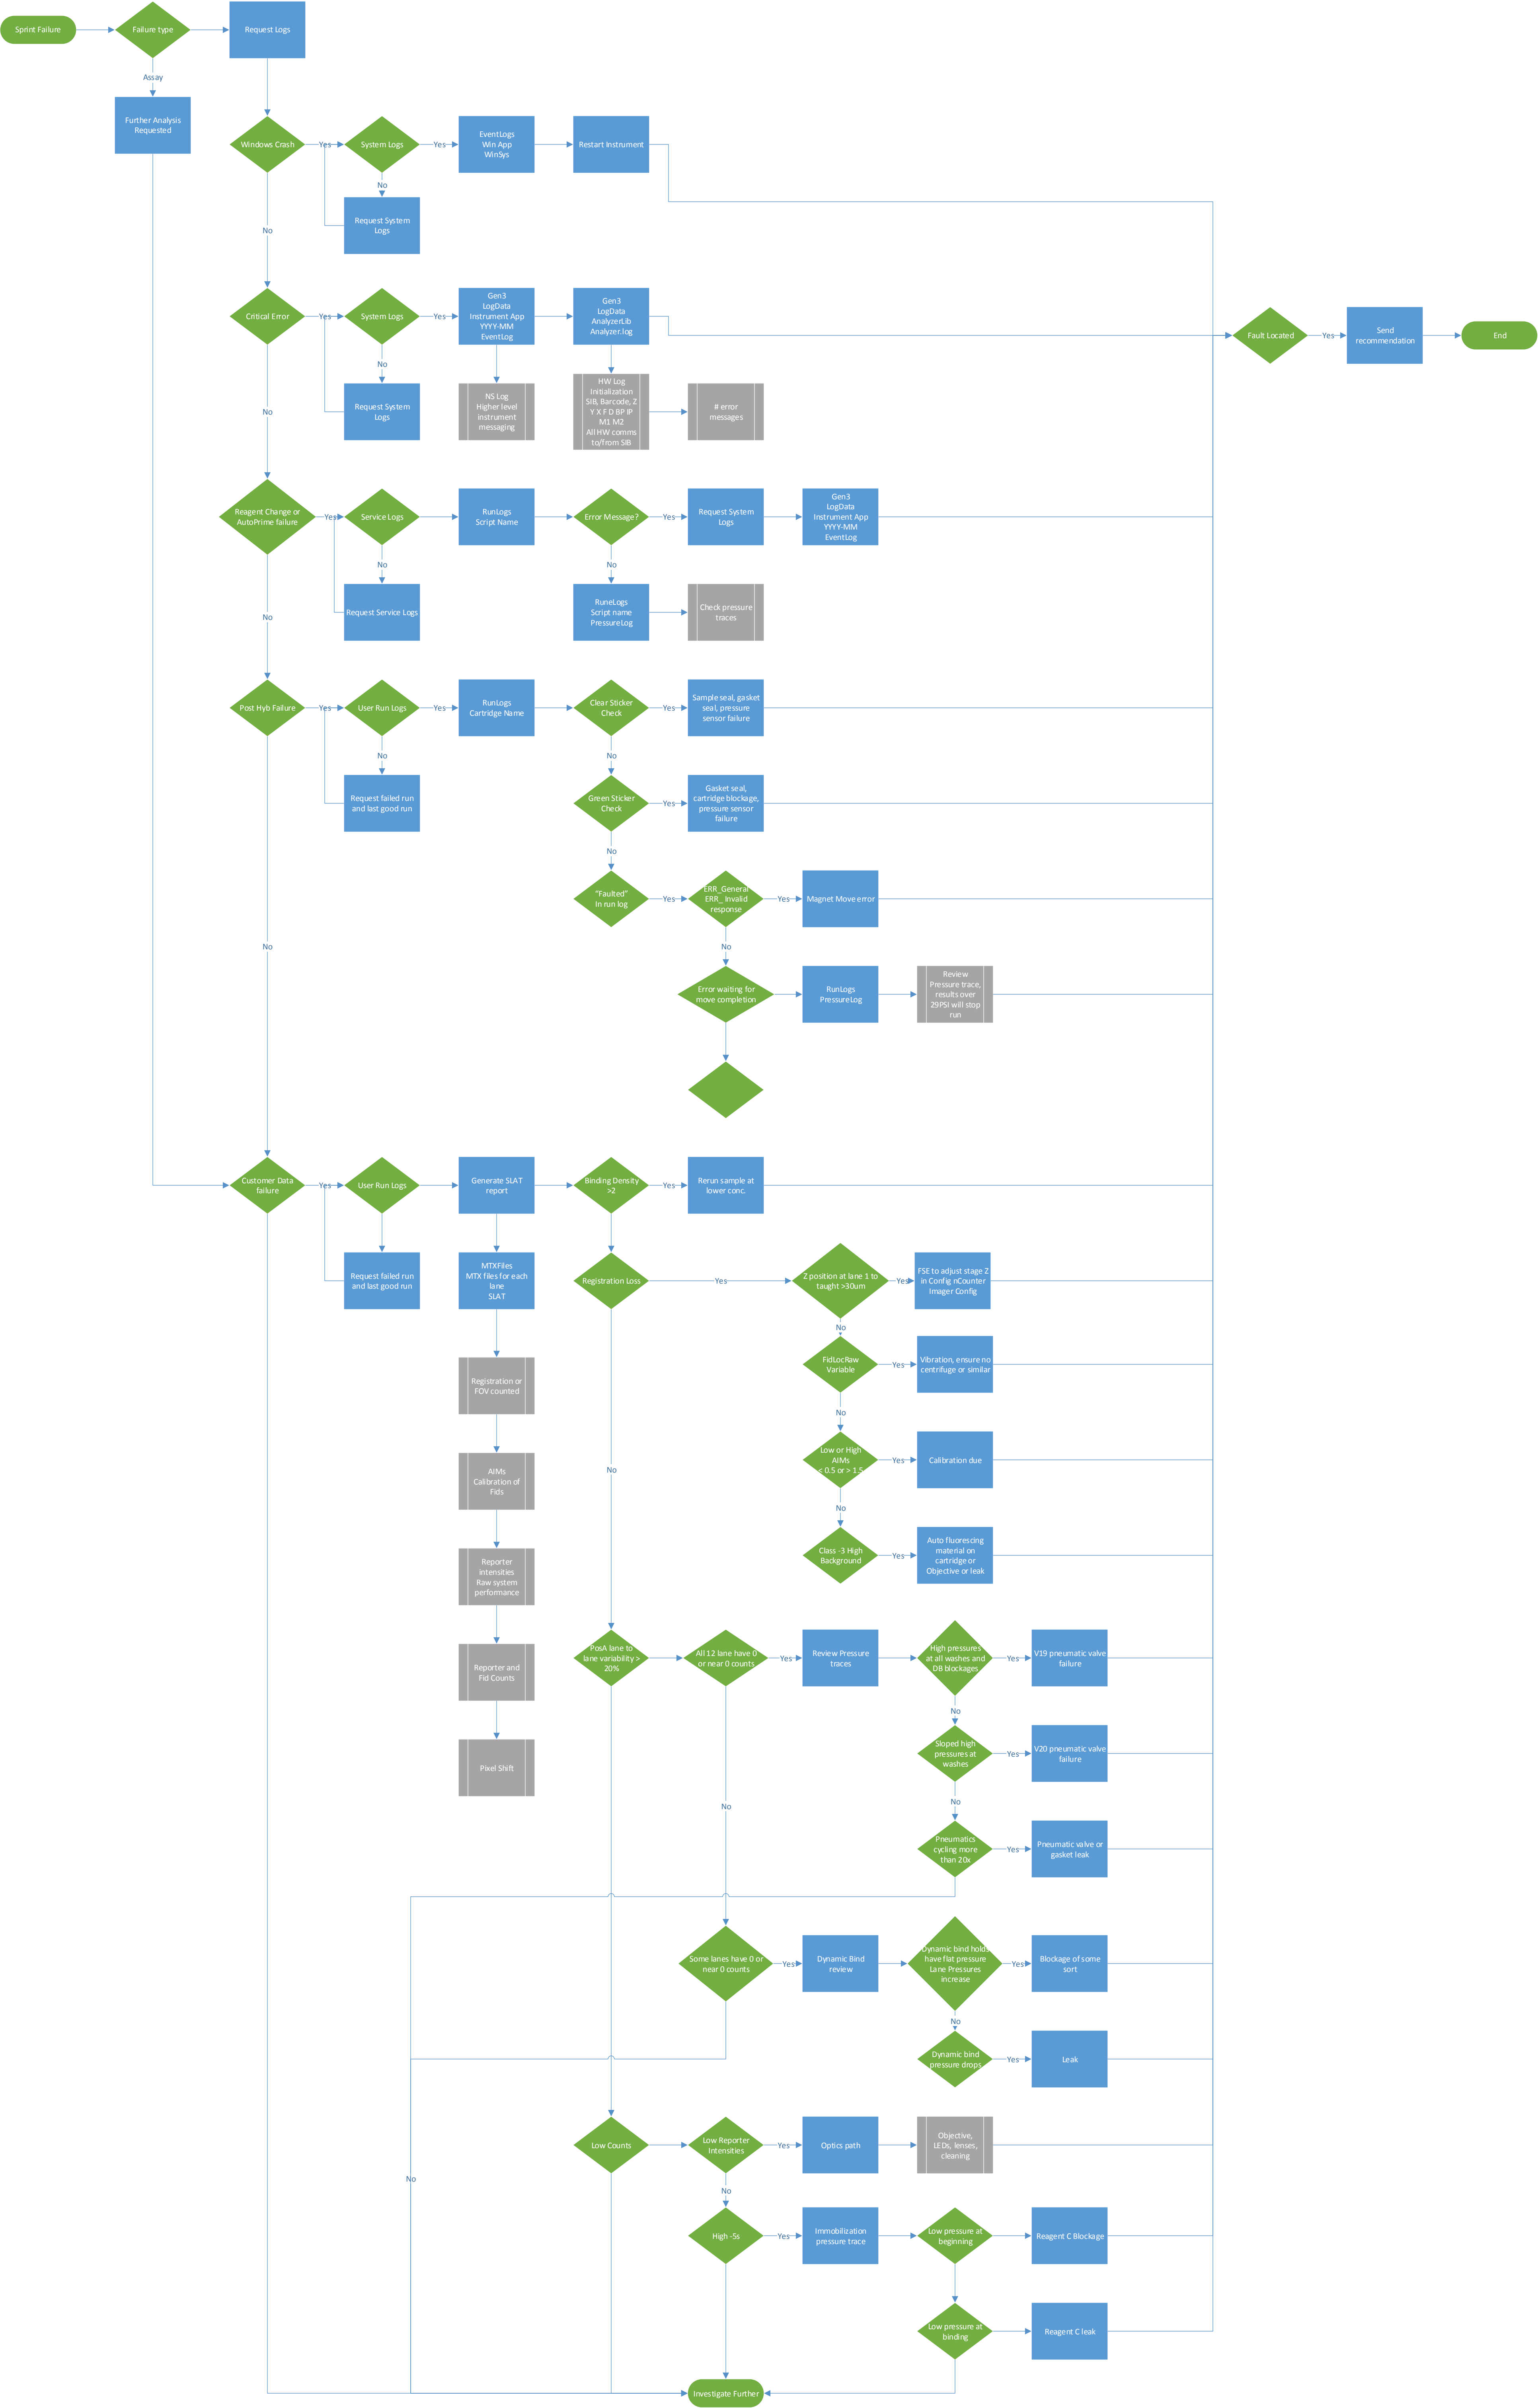 Sprint Failure
Failure type
Request Logs
Assay
Further Analysis
Requested
Windows Crash
Yes
System Logs
Yes
EventLogs
Win App
WinSys
Restart Instrument
No
Request System
Logs
No
Critical Error
Yes
System Logs
Yes
Gen3
LogData
Instrument App
YYYY-MM
EventLog
Gen3
LogData
AnalyzerLib
Analyzer.log
Fault Located
Yes
Send
recommendation
End
No
Request System
Logs
NS Log
Higher level
instrument
messaging
HW Log
Initialization
SIB, Barcode, Z
Y X F D BP IP
M1 M2
All HW comms
to/from SIB
# error
messages
No
Reagent Change or
AutoPrime failure
Yes
Service Logs
RunLogs
Script Name
Error Message?
Yes
Request System
Logs
Gen3
LogData
Instrument App
YYYY-MM
EventLog
No
Request Service Logs
No
RuneLogs
Script name
PressureLog
Check pressure
traces
No
Post Hyb Failure
Yes
User Run Logs
Yes
RunLogs
Cartridge Name
Clear Sticker
Check
Yes
Sample seal, gasket
seal, pressure
sensor failure
No
Request failed run
and last good run
No
Green Sticker
Check
Yes
Gasket seal,
cartridge blockage,
pressure sensor
failure
No
"Faulted"
In run log
Yes
ERR_General
ERR_ Invalid
response
Yes
Magnet Move error
No
No
Error waiting for
move completion
RunLogs
PressureLog
Review
Pressure trace,
results over
29PSI will stop
run
Customer Data
failure
Yes
User Run Logs
Generate SLAT
report
Binding Density
>2
Yes
Rerun sample at
lower conc.
Request failed run
and last good run
MTXFiles
MTX files for each
lane
SLAT
Registration Loss
Yes
Z position at lane 1 to
taught >30um
Yes
FSE to adjust stage Z
in Config nCounter
Imager Config
No
Registration or
FOV counted
FidLocRaw
Variable
Yes
Vibration, ensure no
centrifuge or similar
No
No
AIMs
Calibration of
Fids
Low or High
AIMs
< 0.5 or > 1.5
Yes
Calibration due
No
Reporter
intensities
Raw system
performance
Class -3 High
Background
Yes
Auto fluorescing
material on
cartridge or
Objective or leak
Reporter and
Fid Counts
PosA lane to
lane variability >
20%
All 12 lane have 0
or near 0 counts
Yes
Review Pressure
traces
High pressures
at all washes and
DB blockages
Yes
V19 pneumatic valve
failure
No
Pixel Shift
Sloped high
pressures at
washes
Yes
V20 pneumatic valve
failure
No
No
Pneumatics
cycling more
than 20x
Yes
Pneumatic valve or
gasket leak
Some lanes have 0 or
near 0 counts
Yes
Dynamic Bind
review
Dynamic bind holds
have flat pressure
Lane Pressures
increase
Yes
Blockage of some
sort
No
Dynamic bind
pressure drops
Yes
Leak
Low Counts
Low Reporter
Intensities
Yes
Optics path
Objective,
LEDs, lenses,
cleaning
No
No
High -5s
Yes
Immobilization
pressure trace
Low pressure at
beginning
Reagent C Blockage
Low pressure at
binding
Reagent C leak
Investigate Further